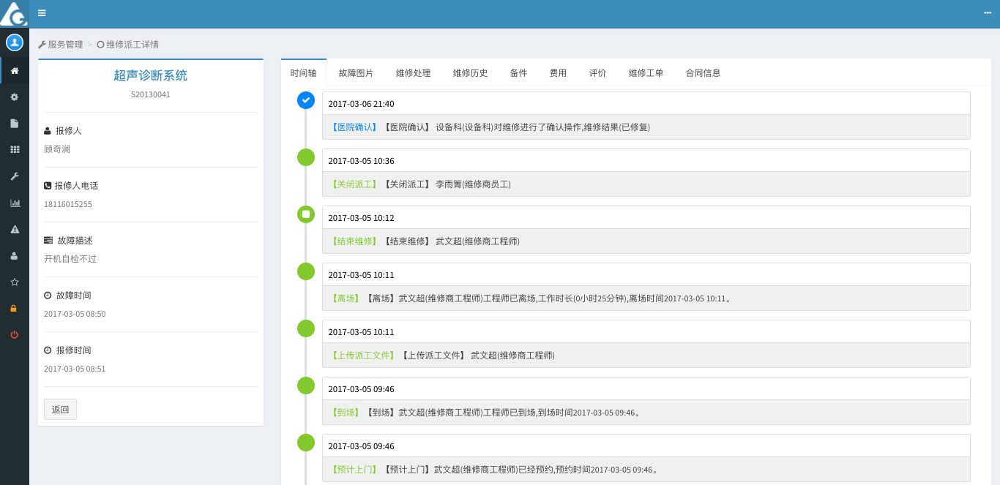 服务管理 > 维修派工详情
超声诊断系统
S20130041
报修人
顾奇澜
报修人电话
18116015255
故障描述
开机自检不过
故障时间
2017-03-05 08:50
报修时间
2017-03-05 08:51
返回
时间轴 故障图片 维修处理 维修历史 备件 费用 评价 维修工单 合同信息
2017-03-06 21:40
【医院确认】【医院确认】 设备科(设备科)对维修进行了确认操作,维修结果(已修复)
2017-03-05 10:36
【关闭派工】【关闭派工】 李雨箐(维修商员工)
2017-03-05 10:12
【结束维修】【结束维修】 武文超(维修商工程师)
2017-03-05 10:11
【离场】【离场】武文超(维修商工程师)工程师已离场,工作时长(0小时25分钟),离场时间2017-03-05 10:11。
2017-03-05 10:11
【上传派工文件】【上传派工文件】 武文超(维修商工程师)
2017-03-05 09:46
【到场】【到场】武文超(维修商工程师)工程师已到场,到场时间2017-03-05 09:46。
2017-03-05 09:46
【预计上门】【预计上门】武文超(维修商工程师)已经预约,预约时间2017-03-05 09:46。